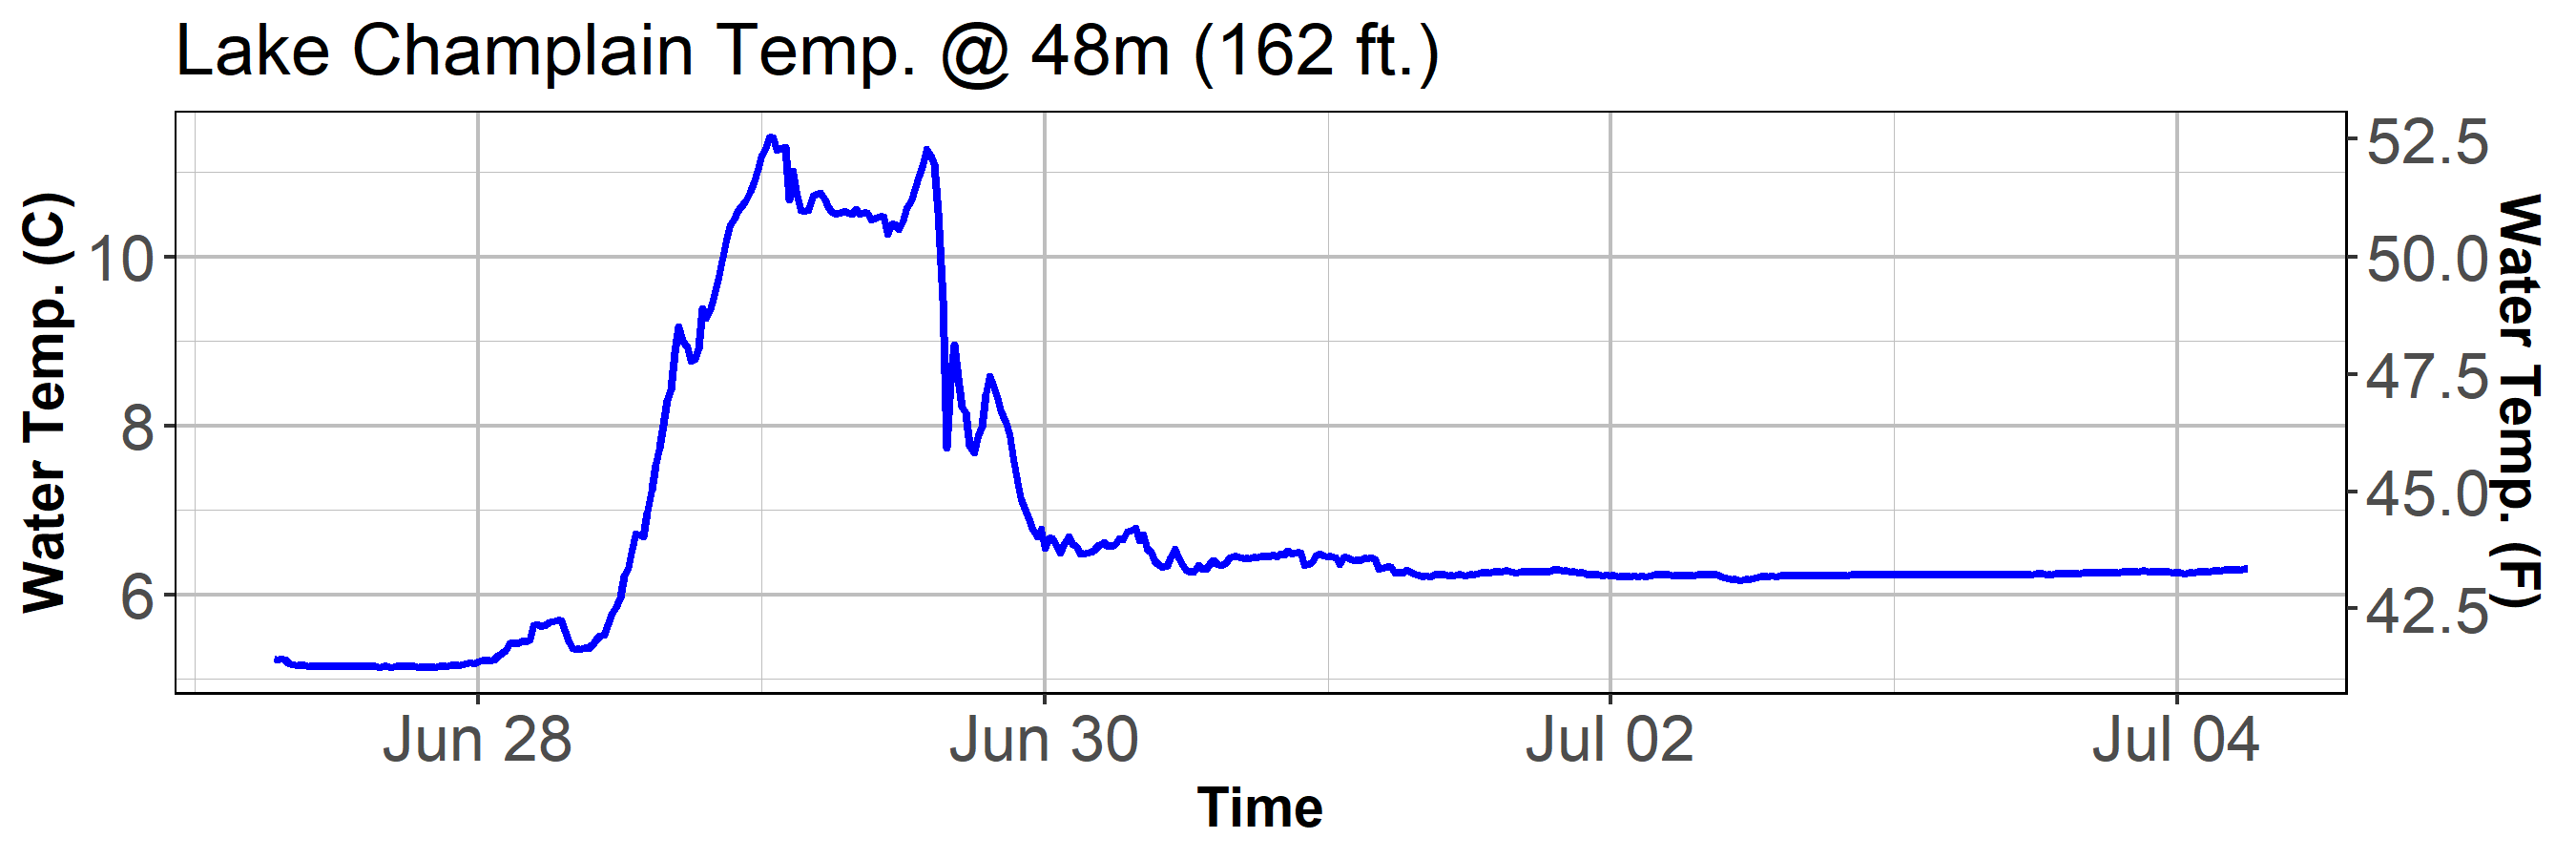 Lake Champlain Temp. @ 48m (162 ft.)
Water Temp. (C)
10
8
6
52.5
50.0
47.5
45.0
42.5
Water Temp. (F)
Jun 28
Jun 30
Jul 02
Jul 04
Time